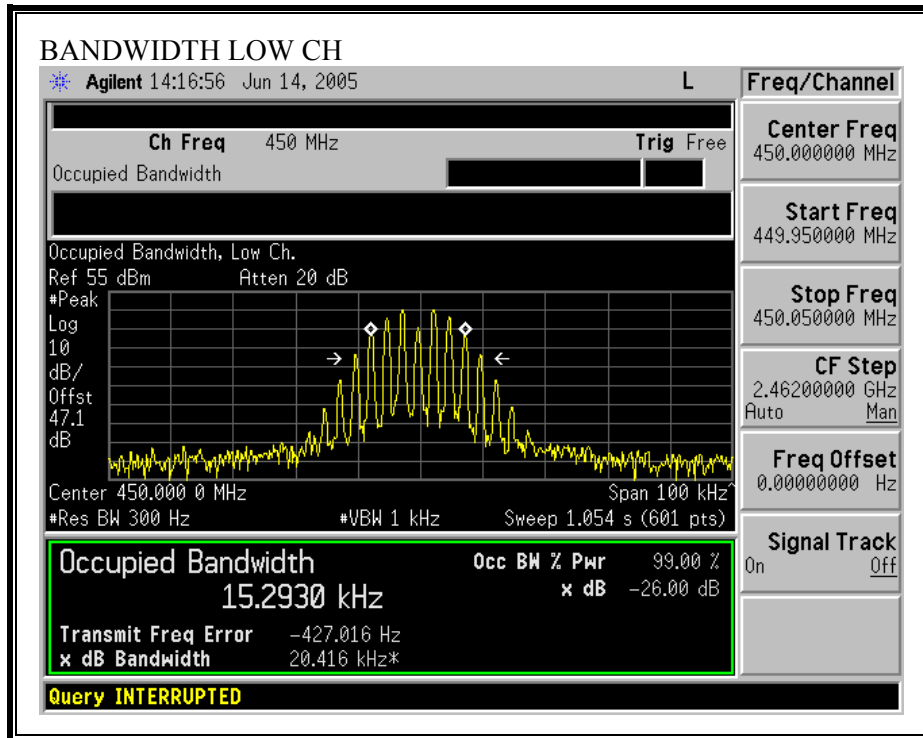 BANDWIDTH LOW CH
Agilent 14:16:56 Jun 14, 2005 L
Freq/Channel
Ch Freq 450 MHz Trig Free
Occupied Bandwidth
Center Freq
450.000000 MHz
Start Freq
449.950000 MHz
Stop Freq
450.050000 MHz
CF Step
2.46200000 GHz
Auto Man
Freq Offset
0.00000000 Hz
Signal Track
On Off
Occupied Bandwidth, Low Ch.
Ref 55 dBm Atten 20 dB
#Peak
Log
10
dB/
Offst
47.1
dB
Center 450.000 0 MHz Span 100 kHz^
#Res BW 300 Hz #VBW 1 kHz Sweep 1.054 s (601 pts)
Occupied Bandwidth
15.2930 kHz
Occ BW % Pwr 99.00 %
x dB -26.00 dB
Transmit Freq Error -427.016 Hz
x dB Bandwidth 20.416 kHz*
Query INTERRUPTED